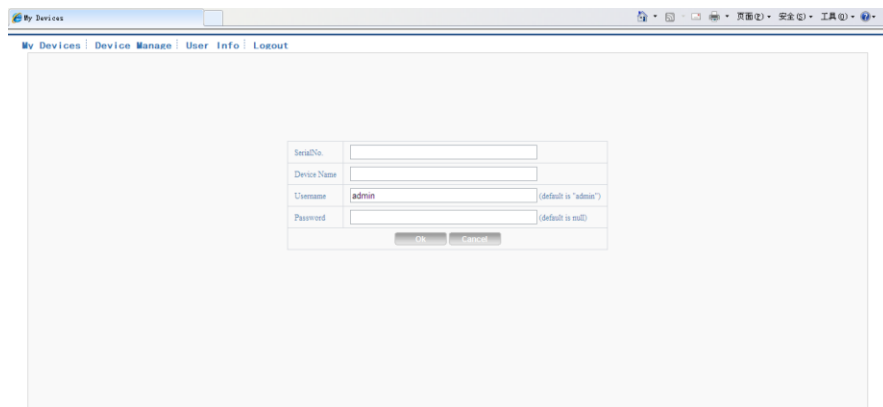 My Devices
页面(P) 安全(S) 工具(O)
My Devices Device Manage User Info Logout
SerialNo.
Device Name
Username admin (default is "admin")
Password (default is null)
Ok Cancel